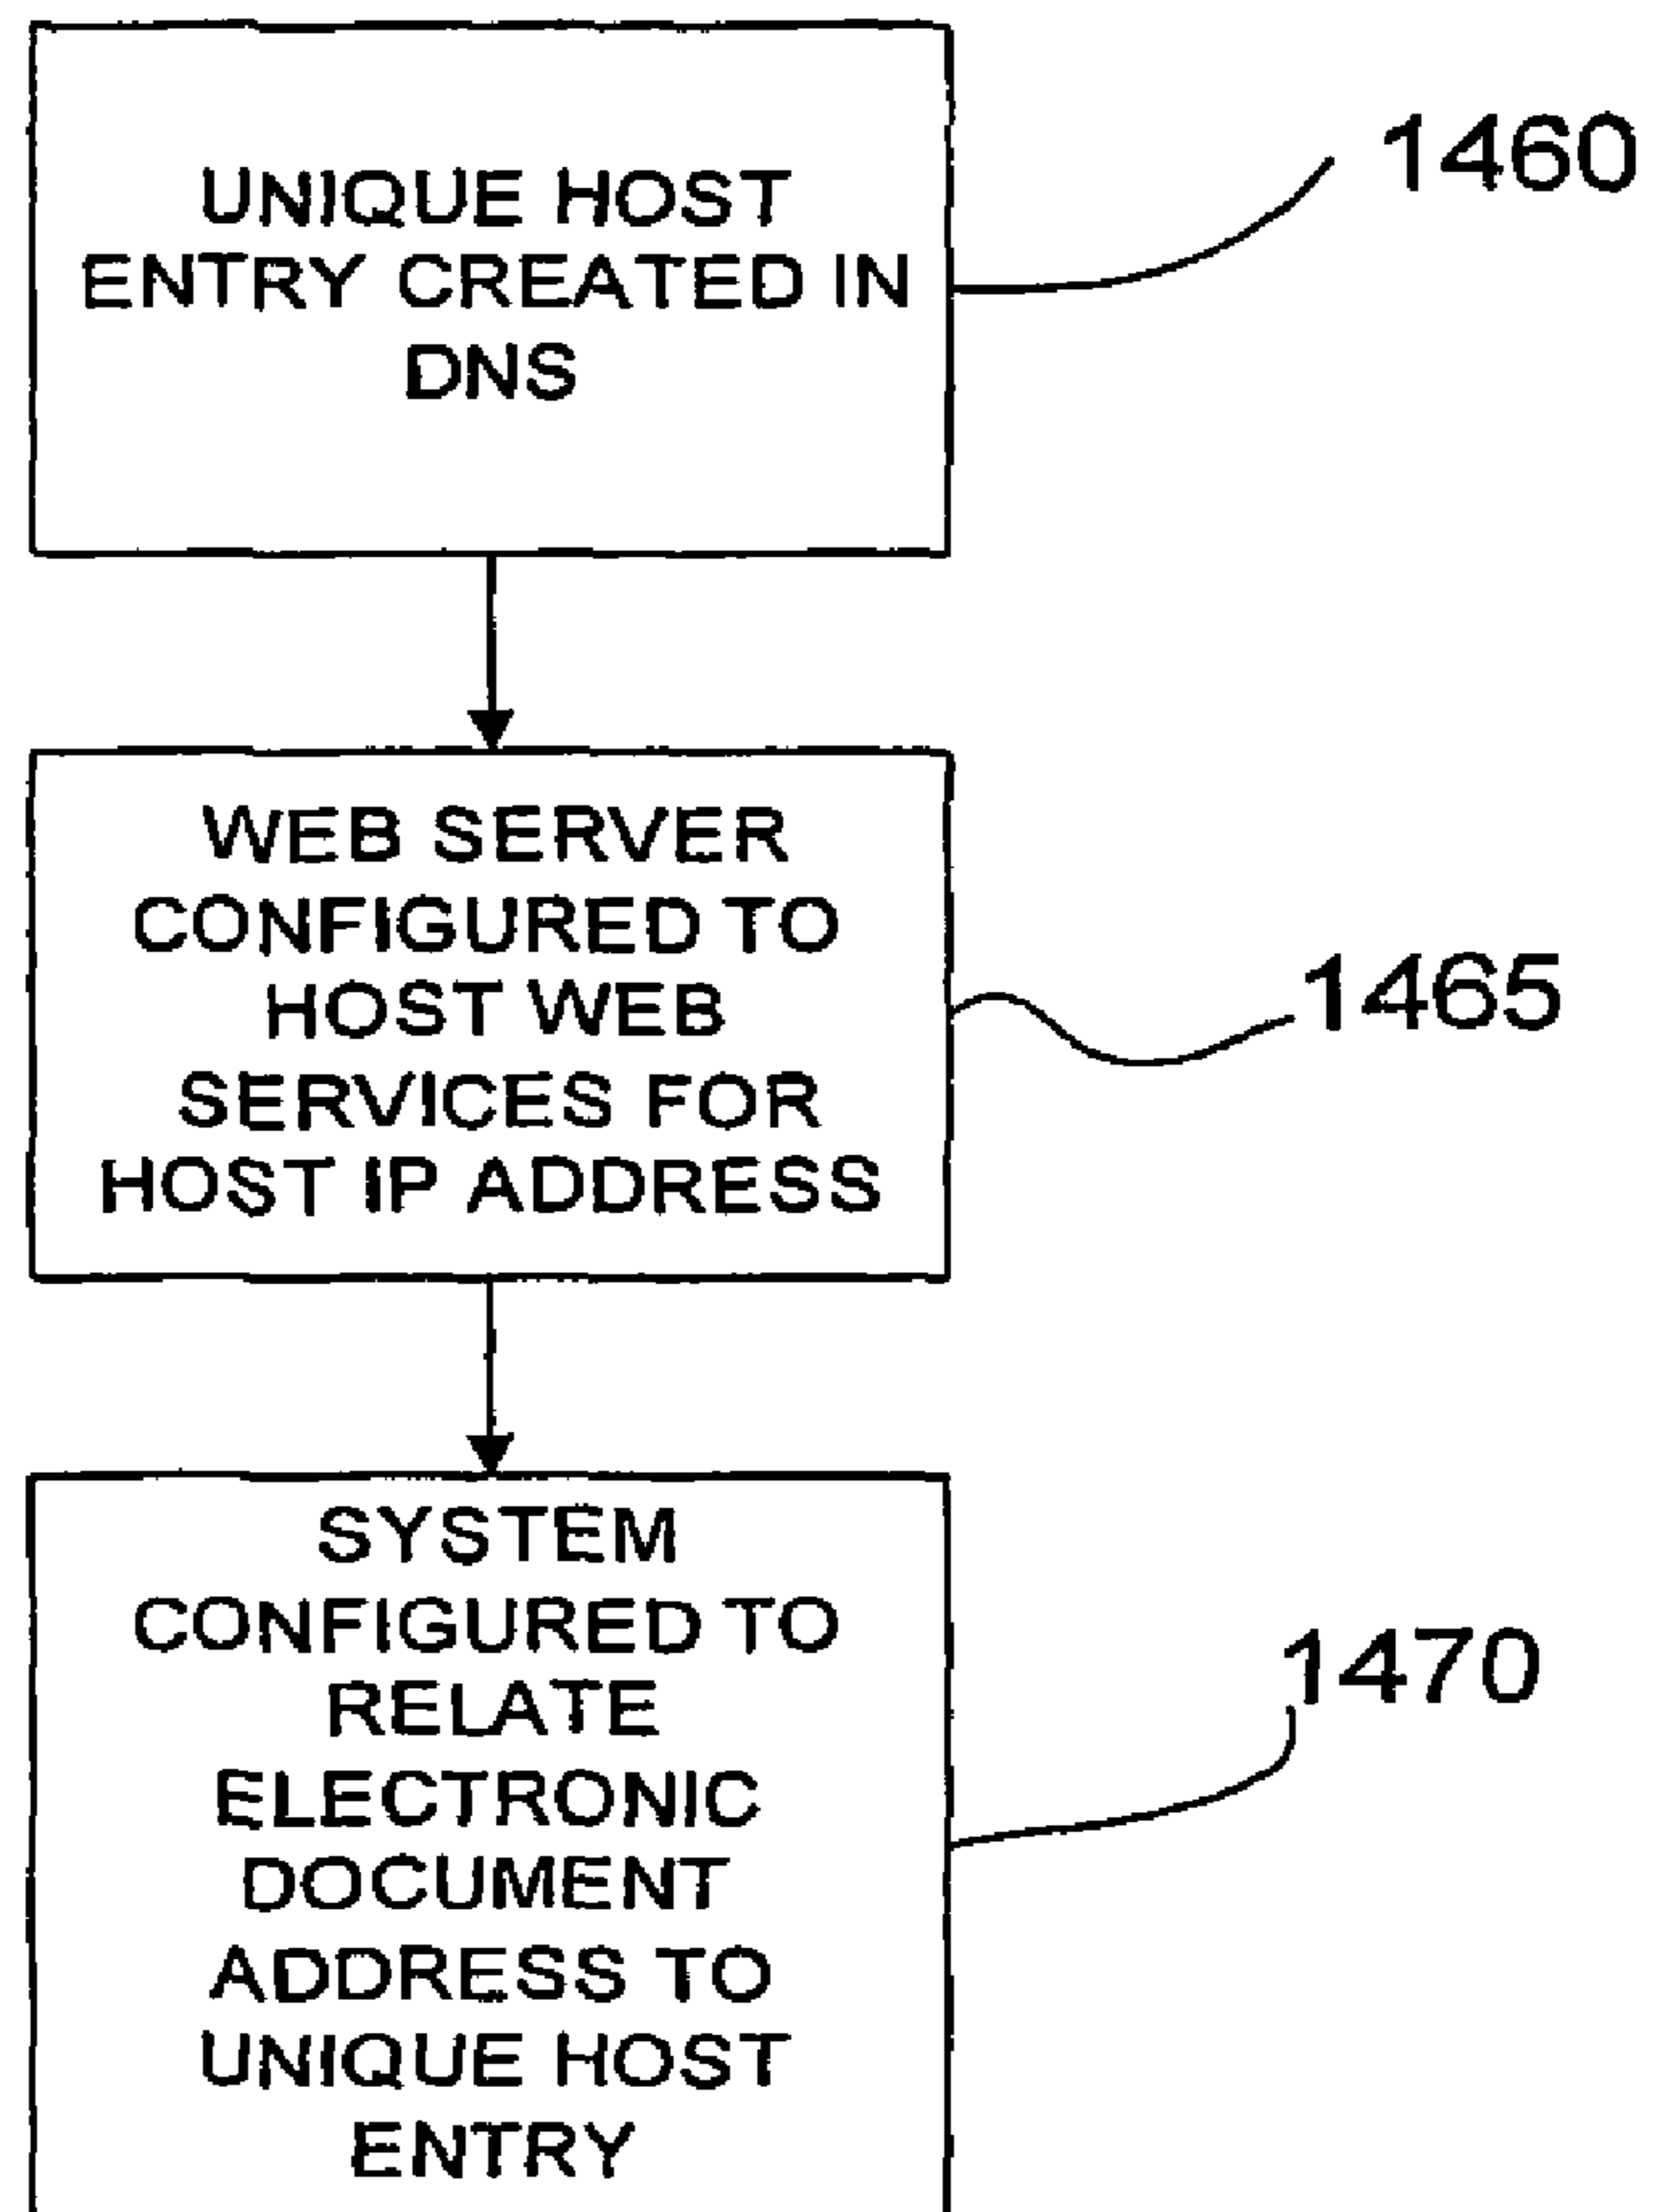 UNIQUE HOST
ENTRY CREATED IN
DNS
1460
WEB SERVER
CONFIGURED TO
HOST WEB
SERVICES FOR
HOST IP ADDRESS
1465
SYSTEM
CONFIGURED TO
RELATE
ELECTRONIC
DOCUMENT
ADDRESS TO
UNIQUE HOST
ENTRY
1470